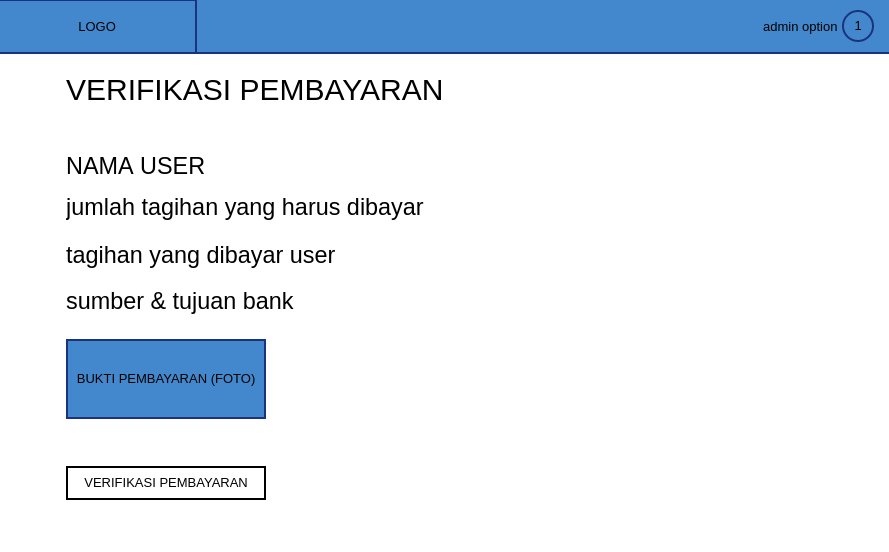 LOGO
admin option 1
VERIFIKASI PEMBAYARAN
NAMA USER
jumlah tagihan yang harus dibayar
tagihan yang dibayar user
sumber & tujuan bank
BUKTI PEMBAYARAN (FOTO)
VERIFIKASI PEMBAYARAN